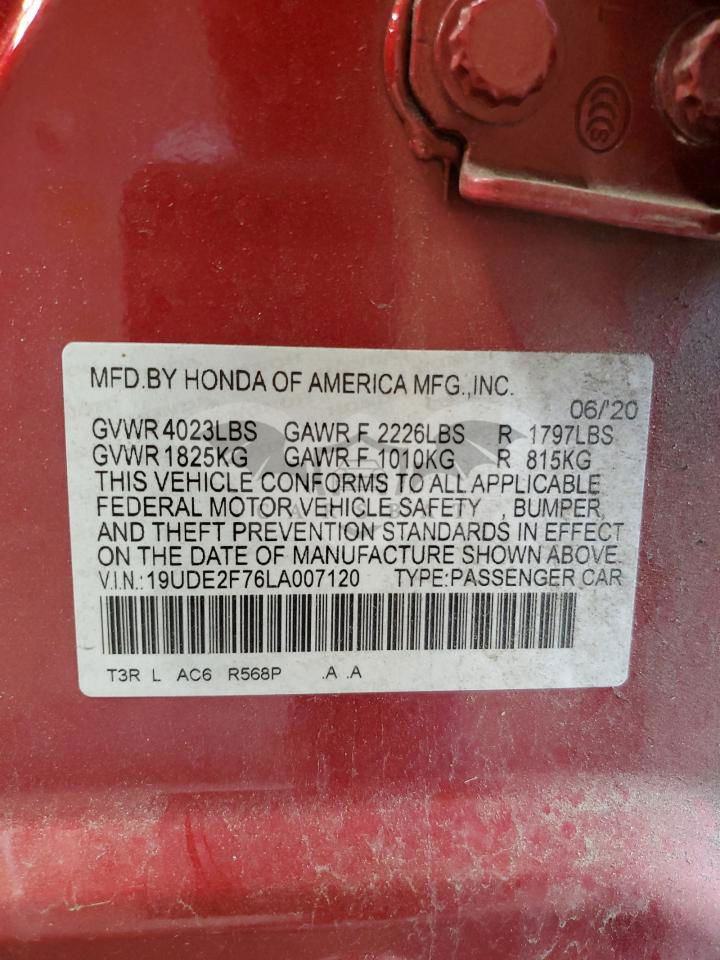 MFD.BY HONDA OF AMERICA MFG.,INC.
06/'20
GVWR 4023LBS GAWR F 2226LBS R 1797LBS
GVWR 1825KG GAWR F 1010KG R 815KG
THIS VEHICLE CONFORMS TO ALL APPLICABLE
FEDERAL MOTOR VEHICLE SAFETY , BUMPER,
AND THEFT PREVENTION STANDARDS IN EFFECT
ON THE DATE OF MANUFACTURE SHOWN ABOVE.
V.I.N.:19UDE2F76LA007120 TYPE:PASSENGER CAR
T3R L AC6 R568P .A .A